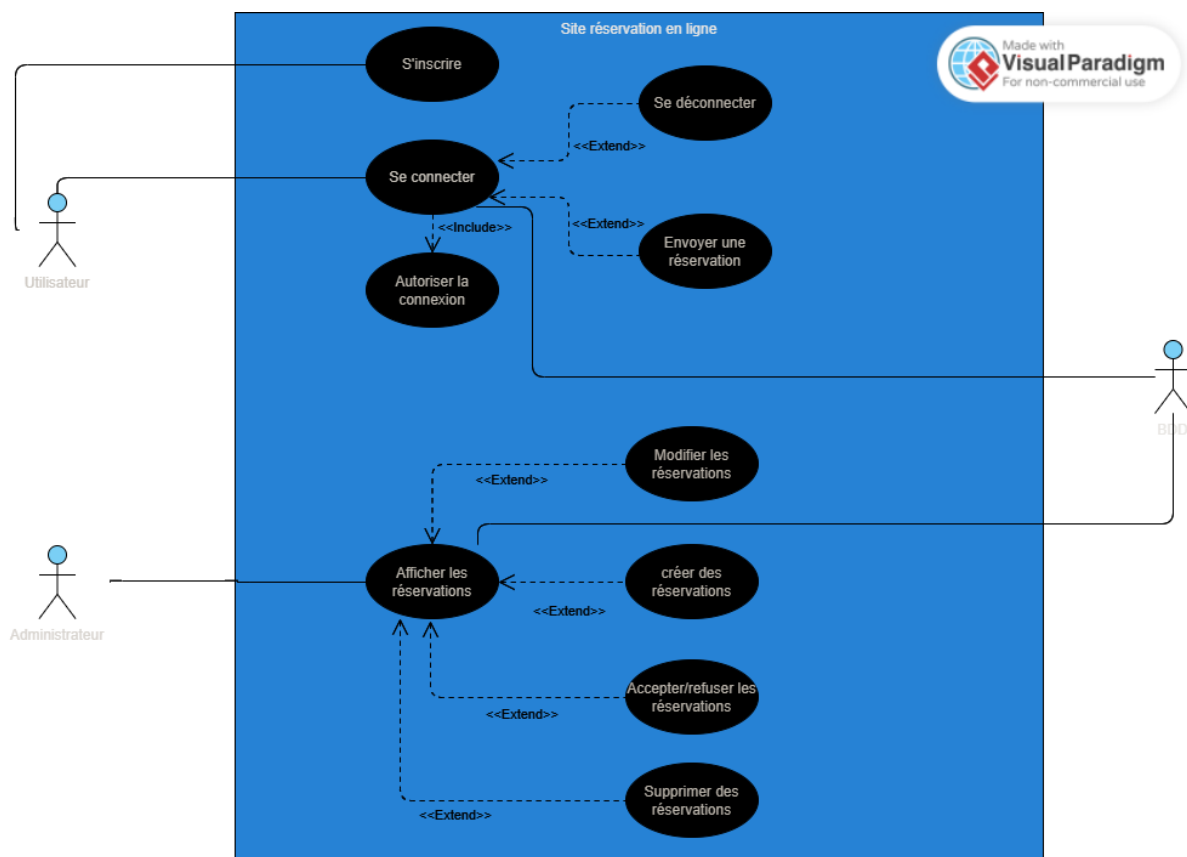 Site réservation en ligne
Made with
VisualParadigm
For non-commercial use
S'inscrire
Se déconnecter
<<Extend>>
Se connecter
<<Include>>
<<Extend>>
Envoyer une
réservation
Utilisateur
Autoriser la
connexion
BDD
Modifier les
réservations
<<Extend>>
Afficher les
réservations
créer des
réservations
<<Extend>>
Administrateur
Accepter/refuser les
réservations
<<Extend>>
Supprimer des
réservations
<<Extend>>